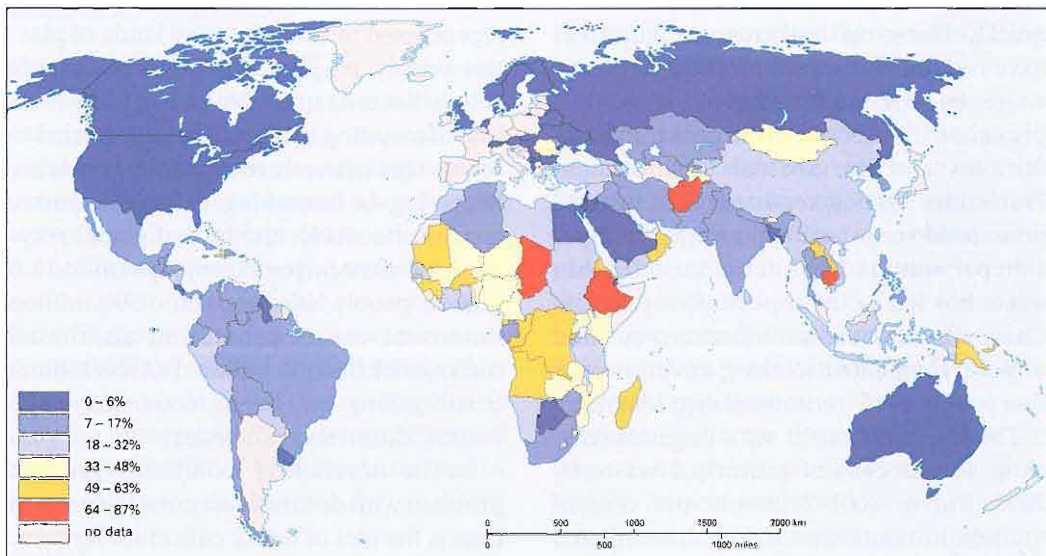 0 – 6%
7 – 17%
18 – 32%
33 – 48%
49 – 63%
64 – 87%
no data
0 500 1000 1500 2000 km
0 500 1000 miles